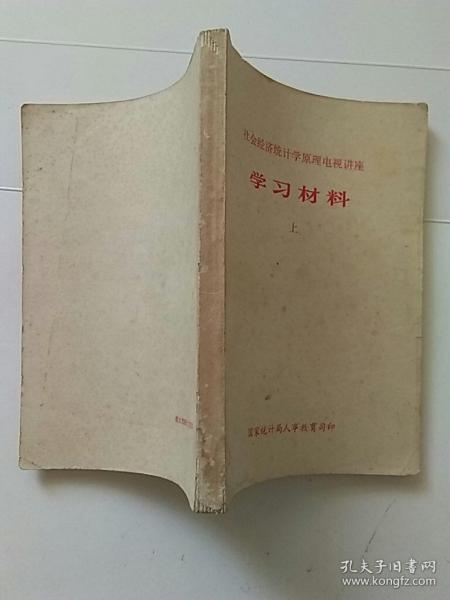 社会经济统计学原理电视讲座
学习材料
上
国家统计局人事教育司印
孔夫子旧书网
www.kongfz.com